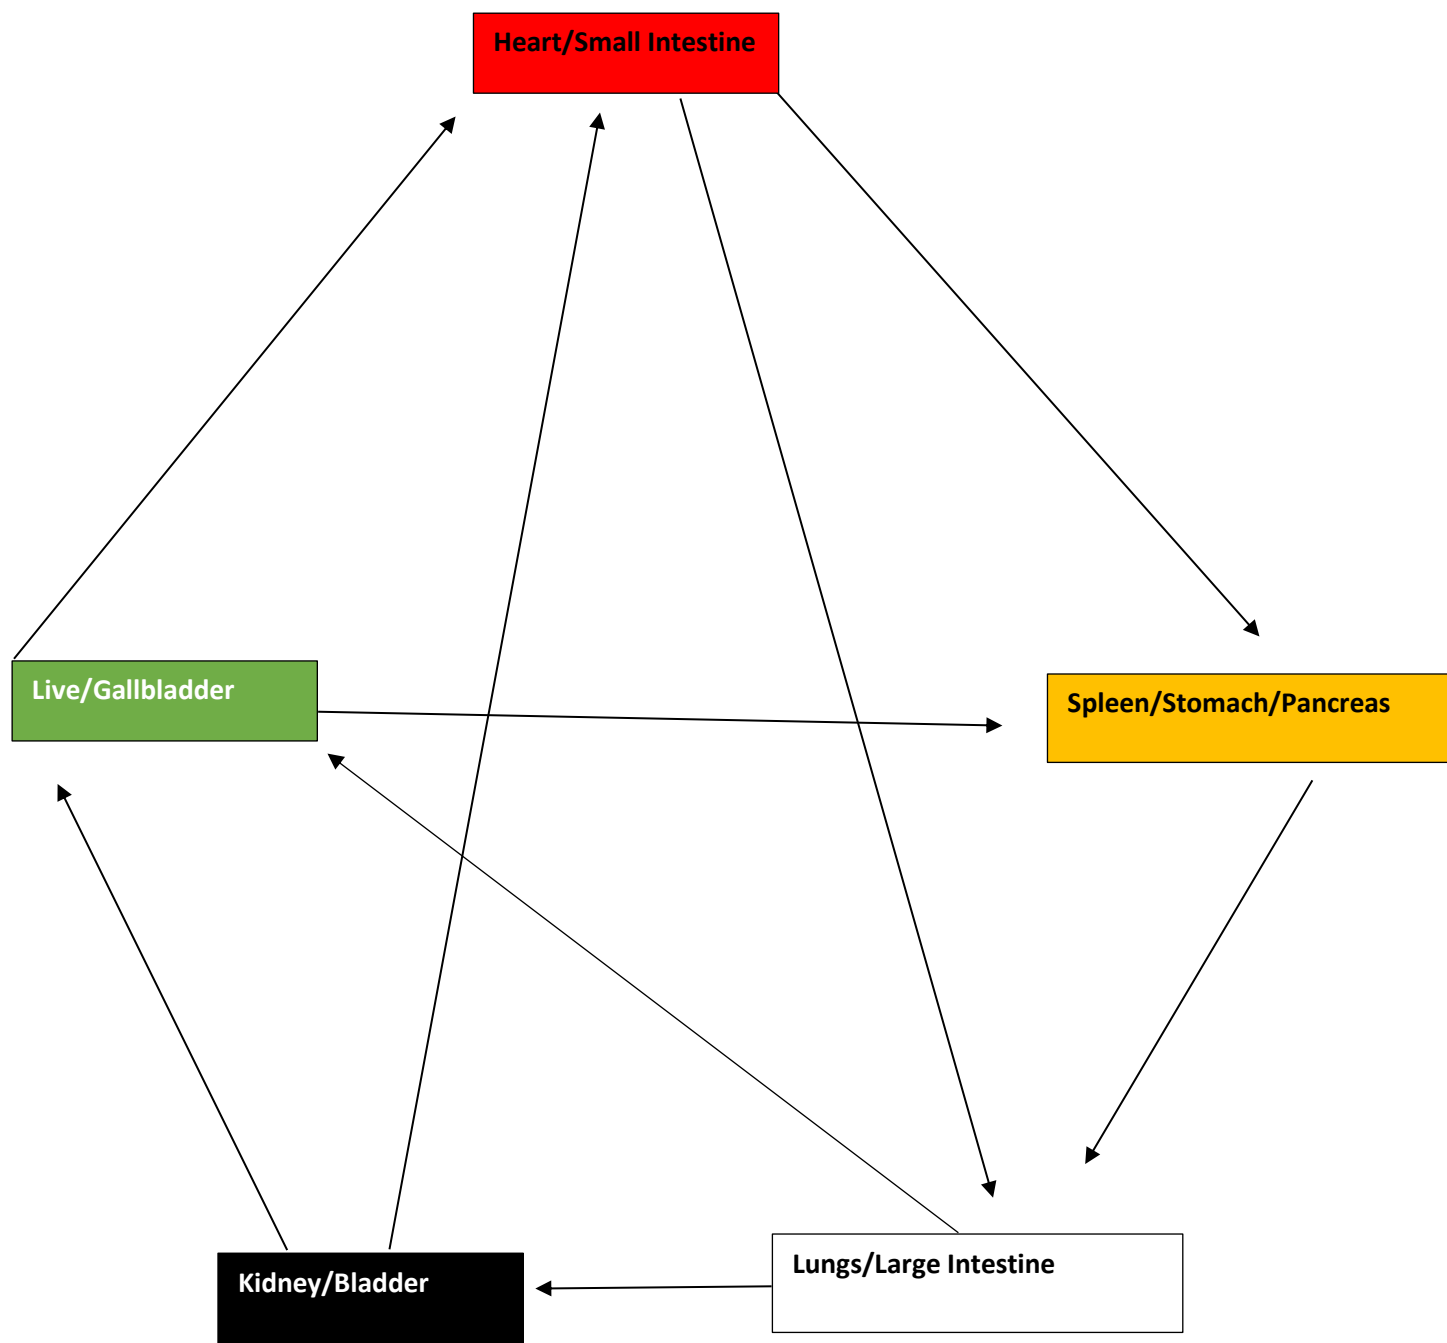 Heart/Small Intestine
Live/Gallbladder
Spleen/Stomach/Pancreas
Lungs/Large Intestine
Kidney/Bladder